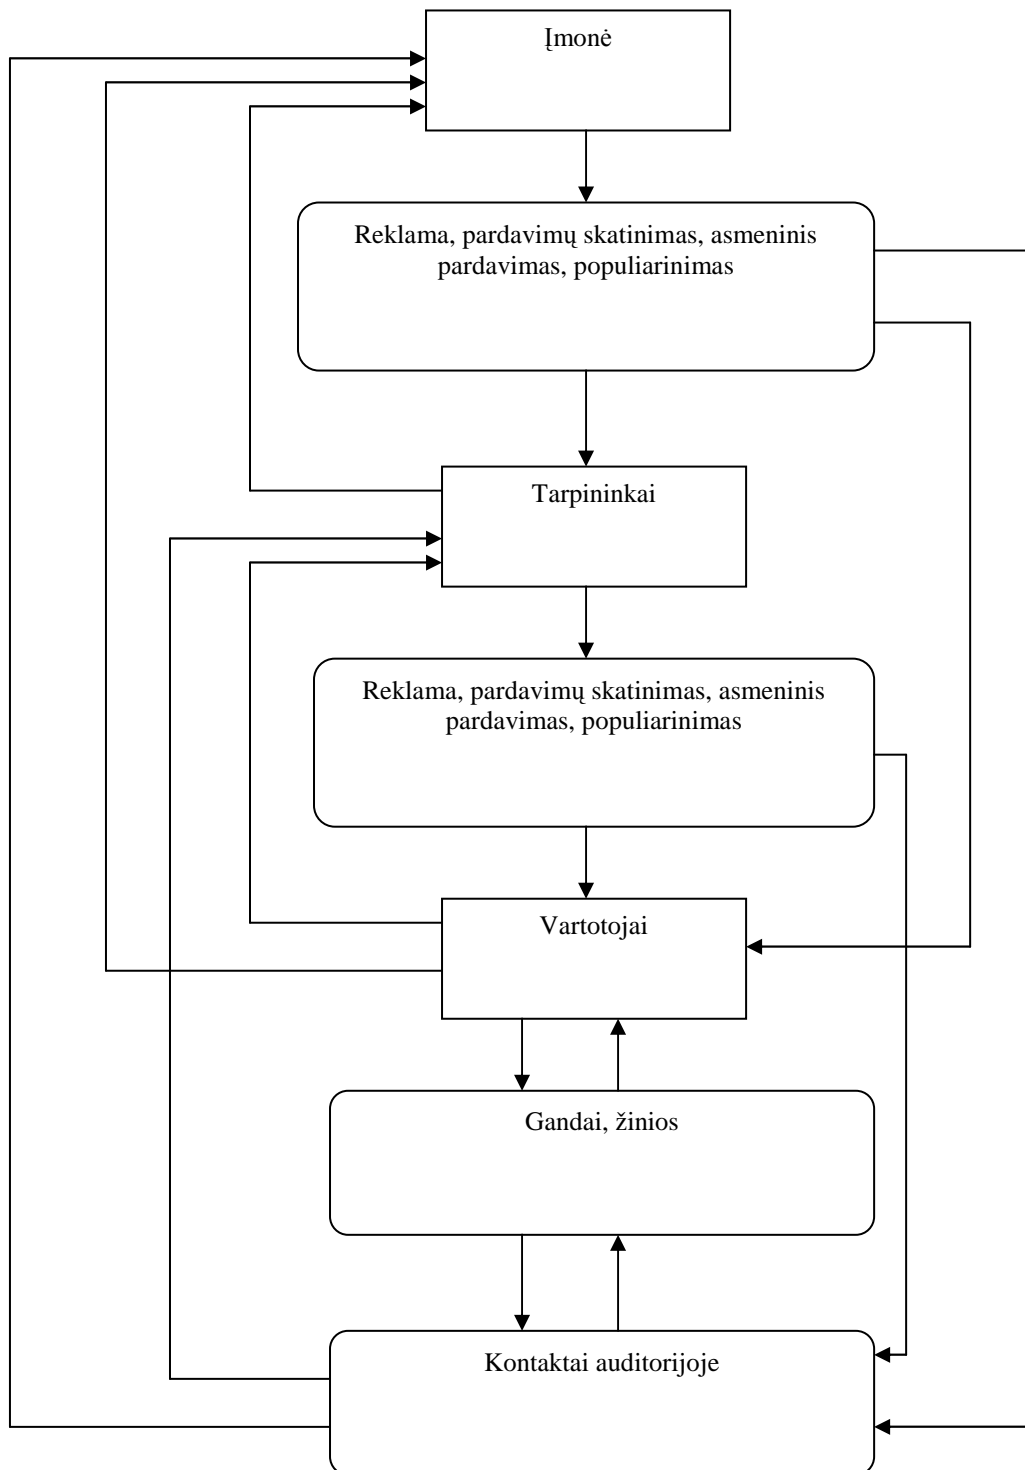 Įmonė
Reklama, pardavimų skatinimas, asmeninis
pardavimas, populiarinimas
Tarpininkai
Reklama, pardavimų skatinimas, asmeninis
pardavimas, populiarinimas
Vartotojai
Gandai, žinios
Kontaktai auditorijoje